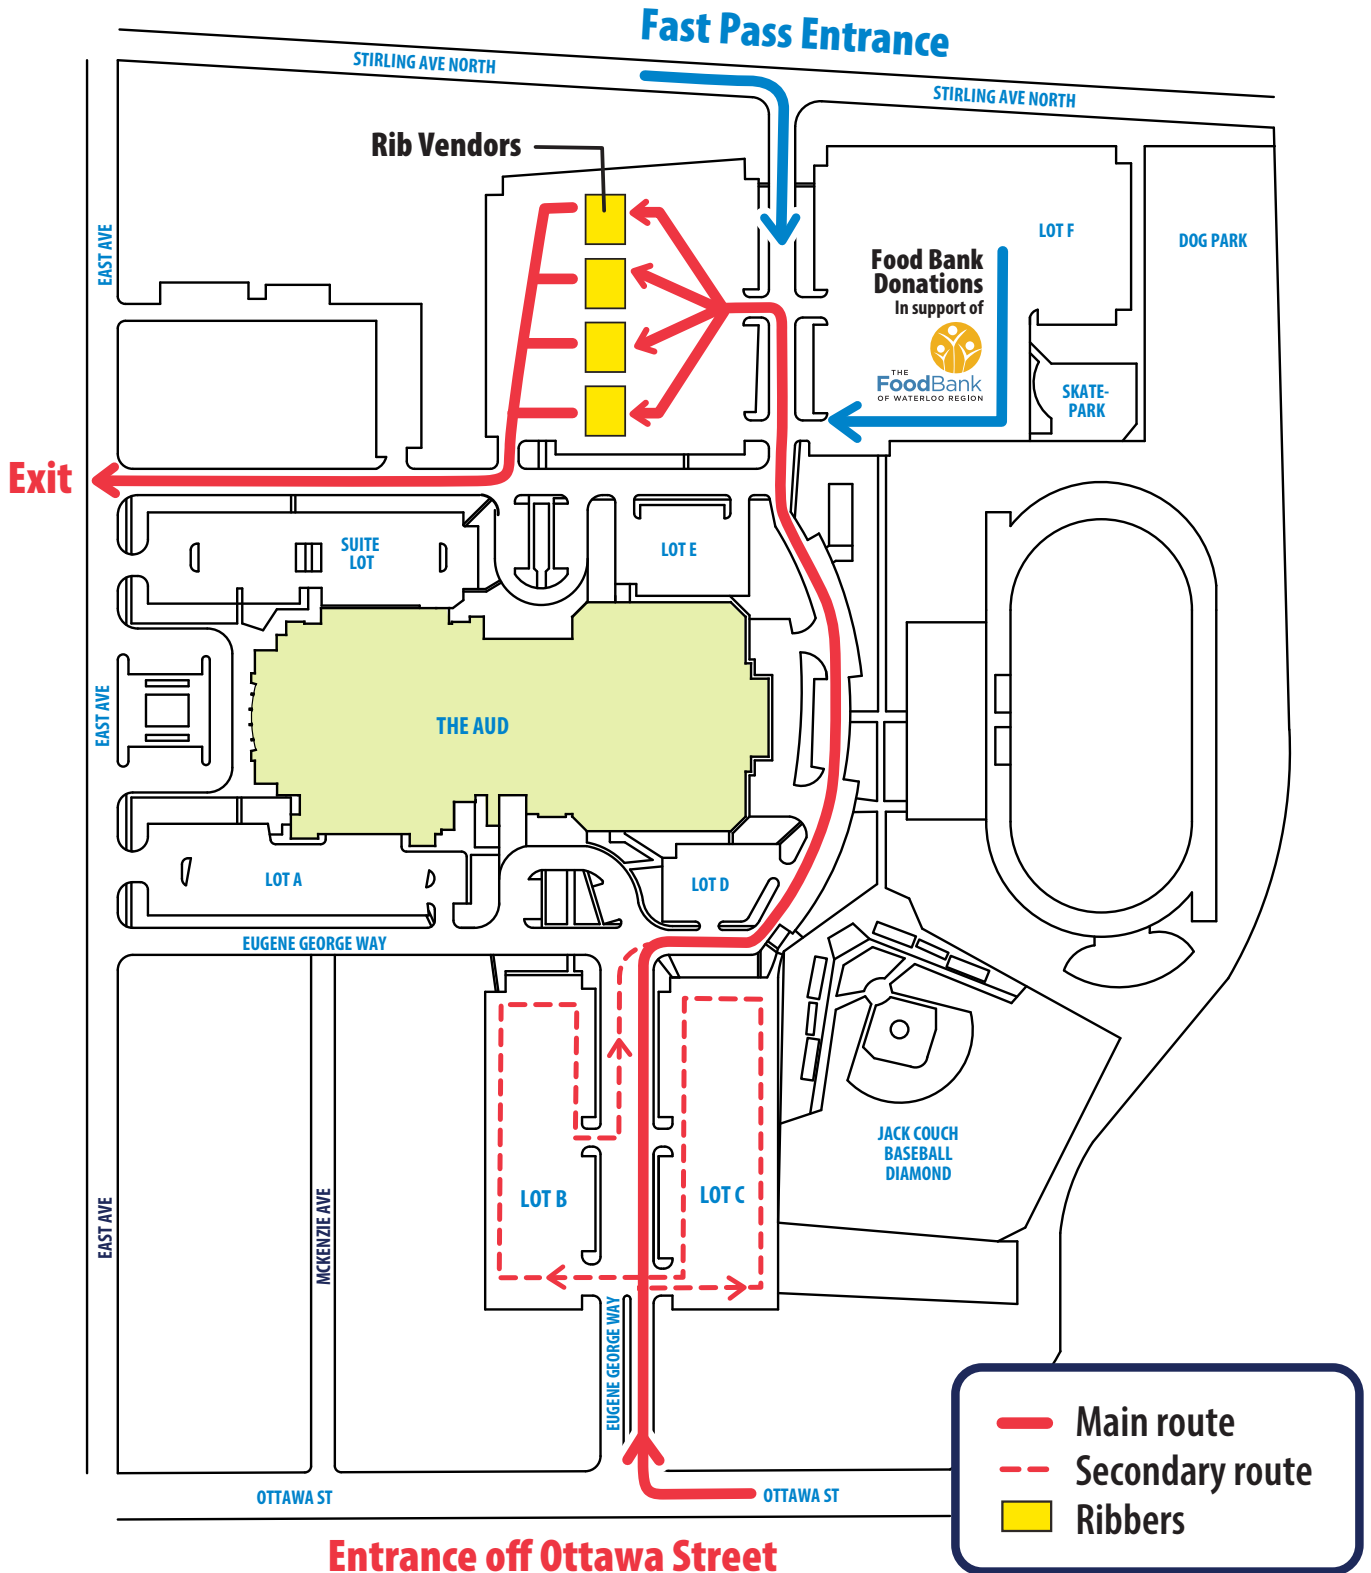 Fast Pass Entrance
STIRLING AVE NORTH
STIRLING AVE NORTH
Rib Vendors
EAST AVE
LOT F
DOG PARK
Food Bank
Donations
In support of
THE
FoodBank
OF WATERLOO REGION
SKATE-
PARK
Exit
SUITE
LOT
LOT E
EAST AVE
THE AUD
LOT A
LOT D
EUGENE GEORGE WAY
JACK COUCH
BASEBALL
DIAMOND
LOT B
LOT C
EAST AVE
MCKENZIE AVE
EUGENE GEORGE WAY
Main route
Secondary route
Ribbers
OTTAWA ST
OTTAWA ST
Entrance off Ottawa Street